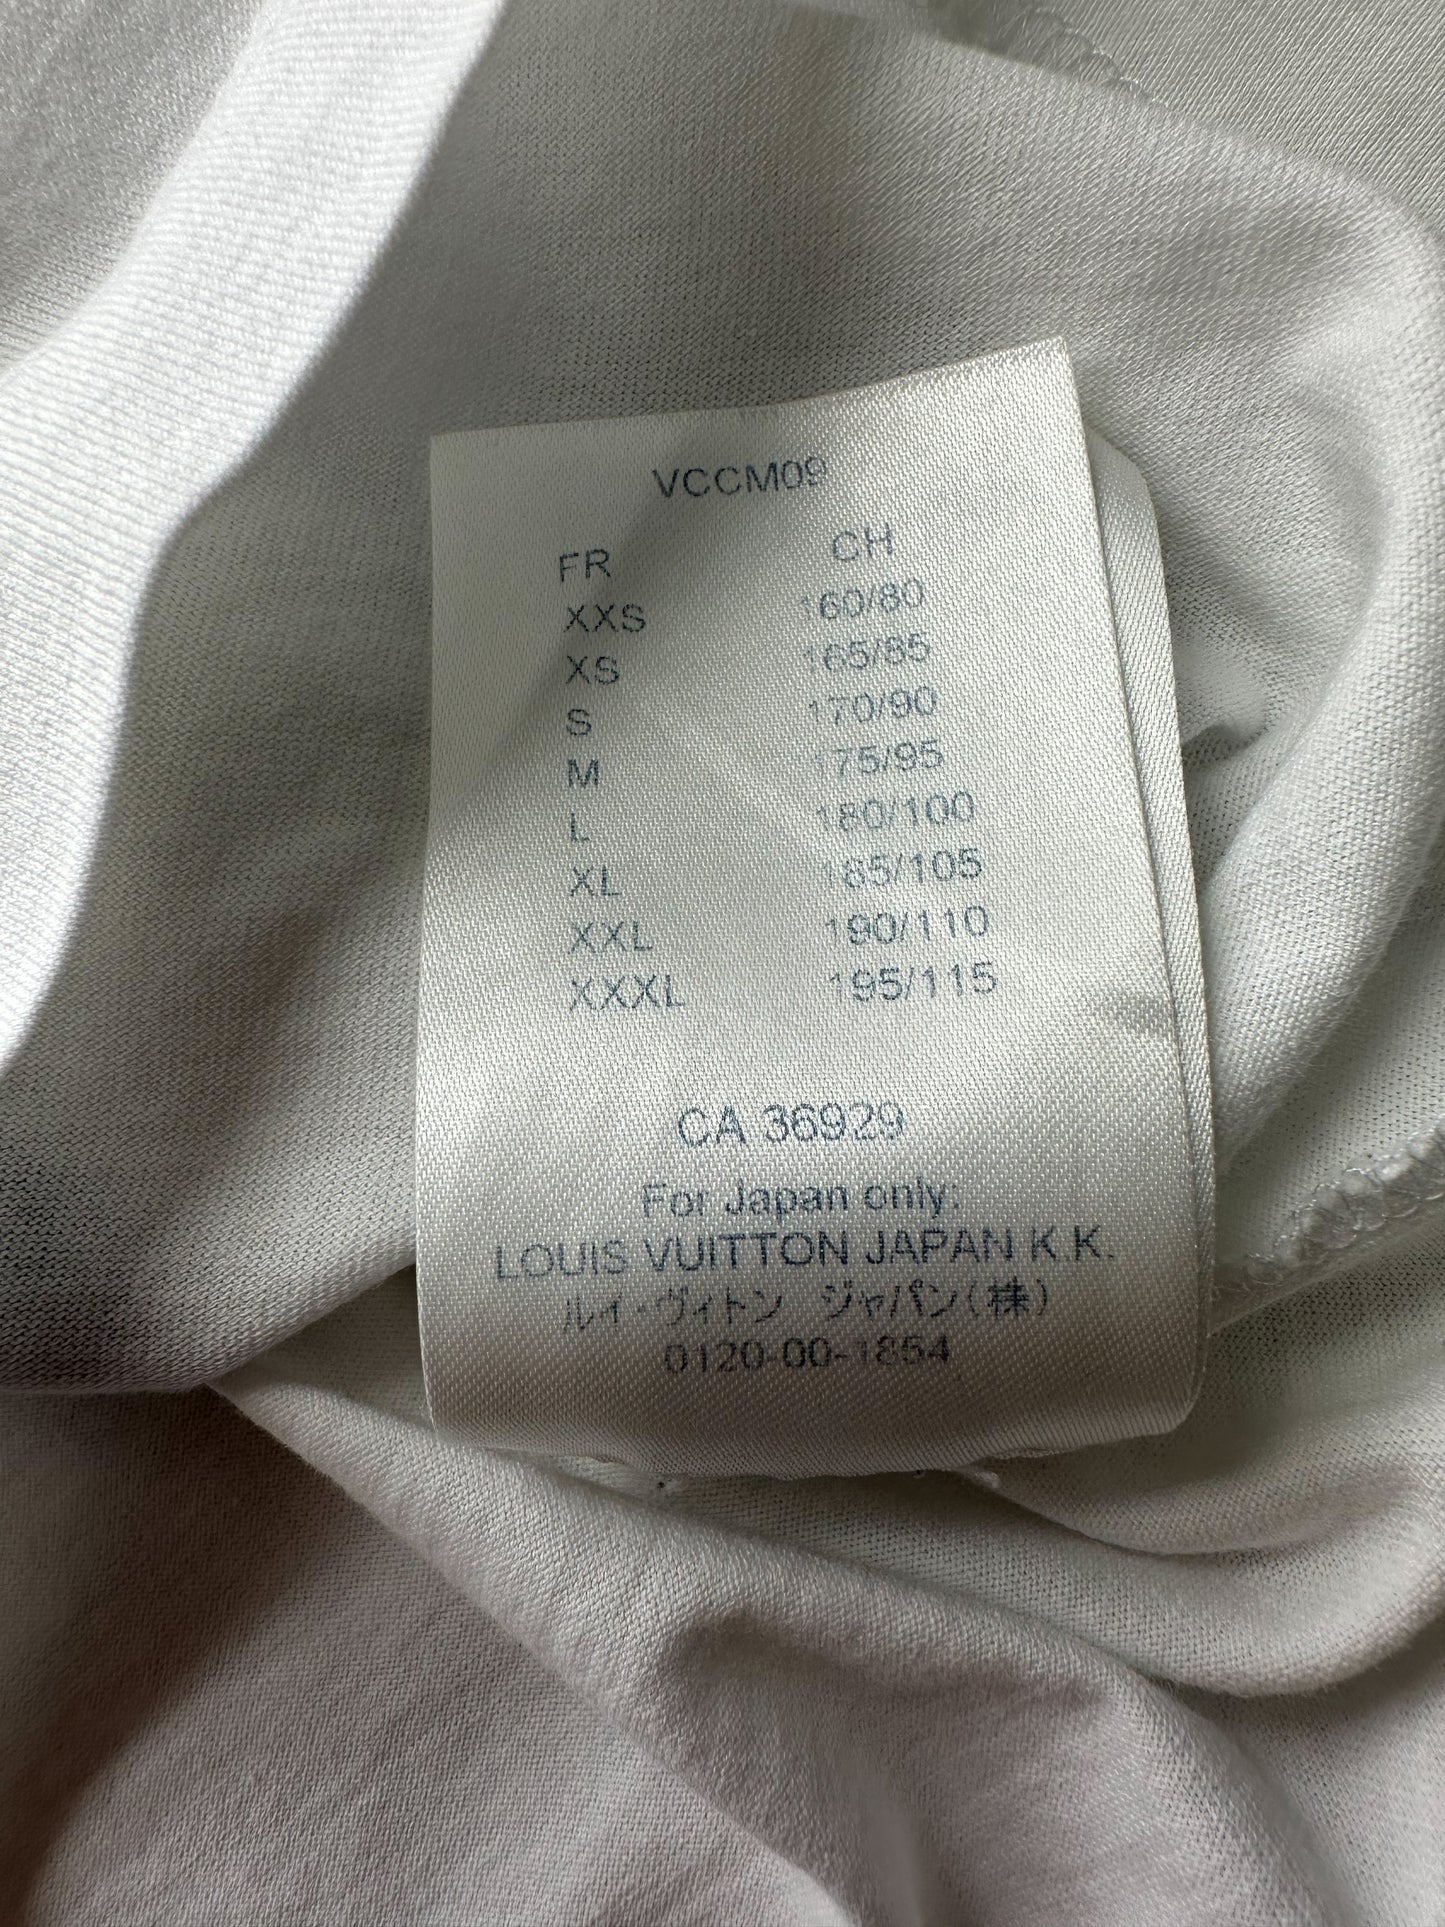 VCCM09
FR CH
XXS 160/80
XS 165/85
S 170/90
M 175/95
L 180/100
XL 185/105
XXL 190/110
XXXL 195/115
CA 36929
For Japan only:
LOUIS VUITTON JAPAN K.K.
ルイ・ヴィトン ジャパン(株)
0120-00-1854